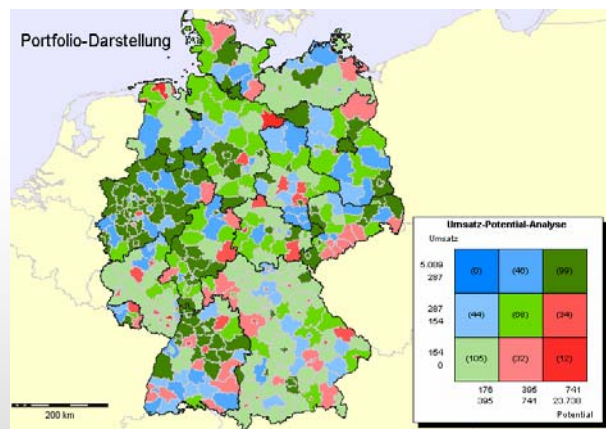 Portfolio-Darstellung
200 km
Umsatz-Potential-Analyse
Umsatz
5.089
287
(0) (46) (99)
287
154
(44) (68) (34)
154
0
(105) (32) (12)
176 395 741
395 741 23.738
Potential